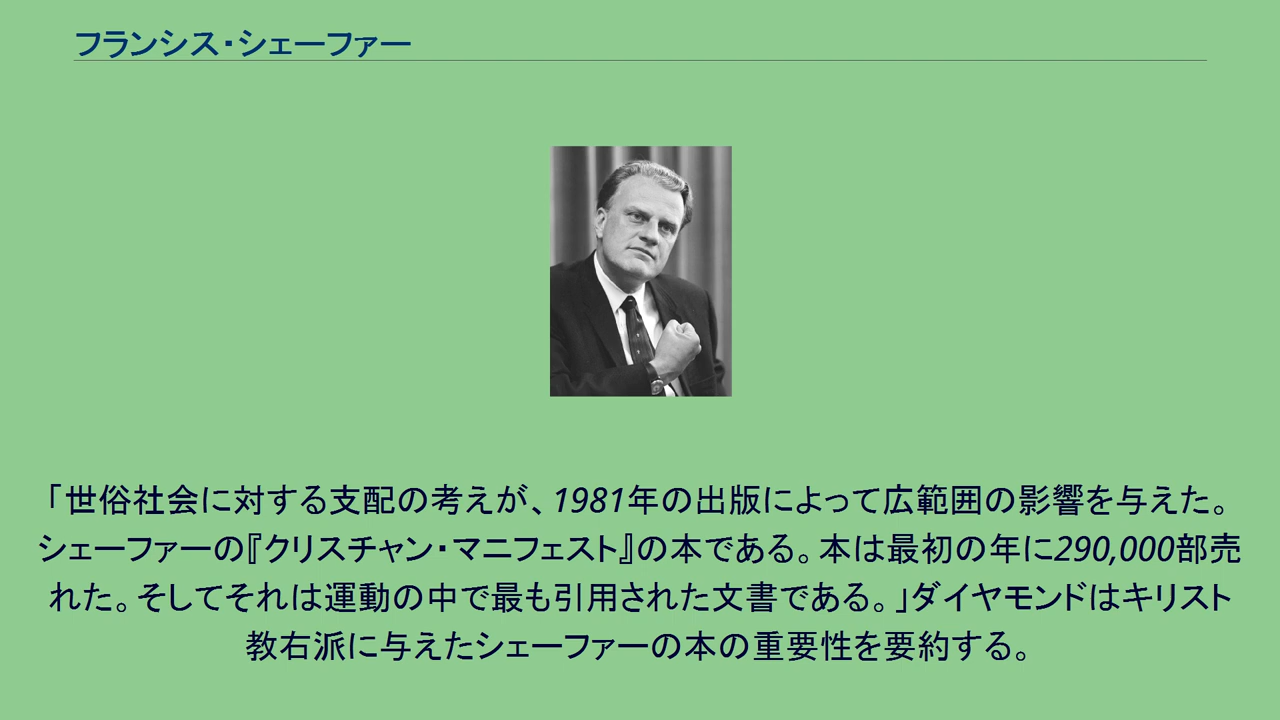 フランシス・シェーファー
「世俗社会に対する支配の考えが、1981年の出版によって広範囲の影響を与えた。
シェーファーの『クリスチャン・マニフェスト』の本である。本は最初の年に290,000部売
れた。そしてそれは運動の中で最も引用された文書である。」ダイヤモンドはキリスト
教右派に与えたシェーファーの本の重要性を要約する。